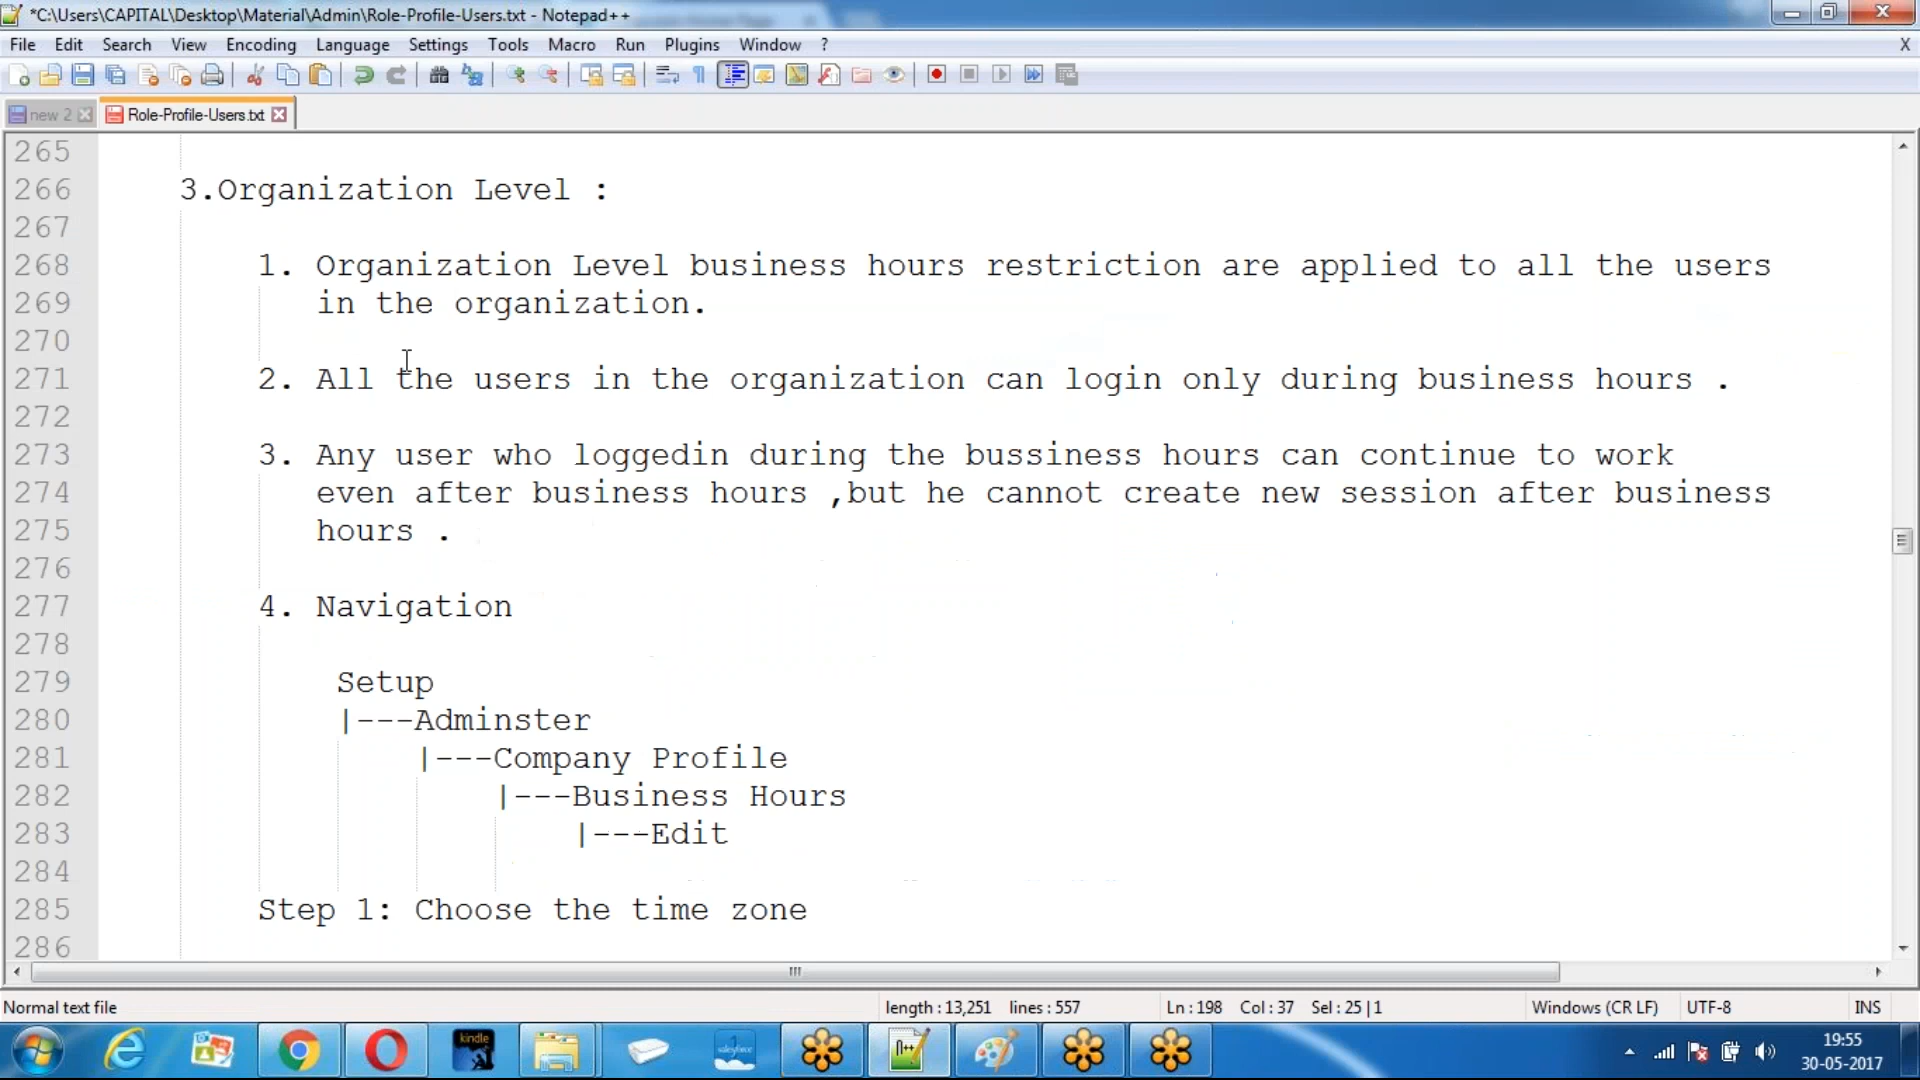 *C:\Users\CAPITAL\Desktop\Material\Admin\Role-Profile-Users.txt - Notepad++
File Edit Search View Encoding Language Settings Tools Macro Run Plugins Window ? X
new 2 Role-Profile-Users.txt
265
266 3.Organization Level :
267
268 1. Organization Level business hours restriction are applied to all the users
269 in the organization.
270
271 2. All the users in the organization can login only during business hours .
272
273 3. Any user who loggedin during the bussiness hours can continue to work
274 even after business hours ,but he cannot create new session after business
275 hours .
276
277 4. Navigation
278
279 Setup
280 |---Adminster
281 |---Company Profile
282 |---Business Hours
283 |---Edit
284
285 Step 1: Choose the time zone
286
Normal text file length : 13,251 lines : 557 Ln : 198 Col : 37 Sel : 25 | 1 Windows (CR LF) UTF-8 INS
kindle
salesforce
19:55
30-05-2017